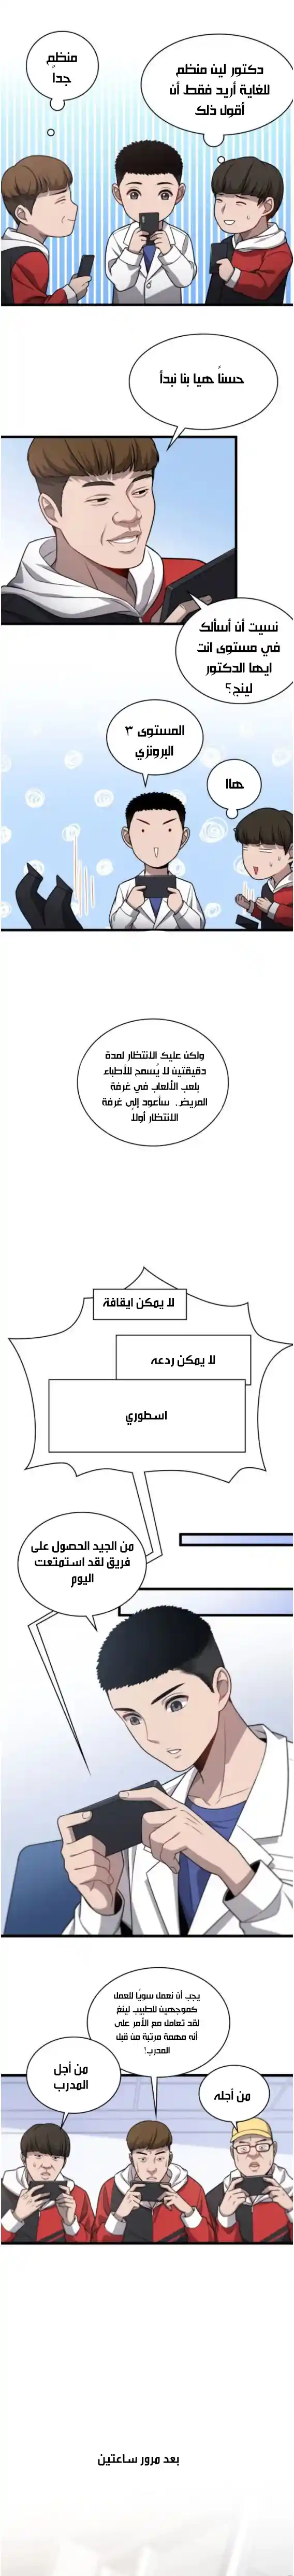 دكتور لين منظم
للغاية أريد فقط أن
أقول ذلك
منظم
جداً
حسناً هيا بنا نبدأ
نسيت أن أسألك
في مستوى انت
ايها الدكتور
لينج؟
المستوى ٣
البرونزي
هاا
ولكن عليك الانتظار لمدة
دقيقتين لا يُسمح للأطباء
بلعب الألعاب في غرفة
المريض. سأعود إلى غرفة
الانتظار أولاً
لا يمكن ايقافة
لا يمكن ردعه
اسطوري
من الجيد الحصول على
فريق لقد استمتعت
اليوم
يجب أن نعمل سويًا للعمل
كموجهين للطبيب لينغ
لقد تعامل مع الأمر على
أنه مهمة مرتبة من قبل
المدرب!
من أجله
من أجل
المدرب
بعد مرور ساعتين